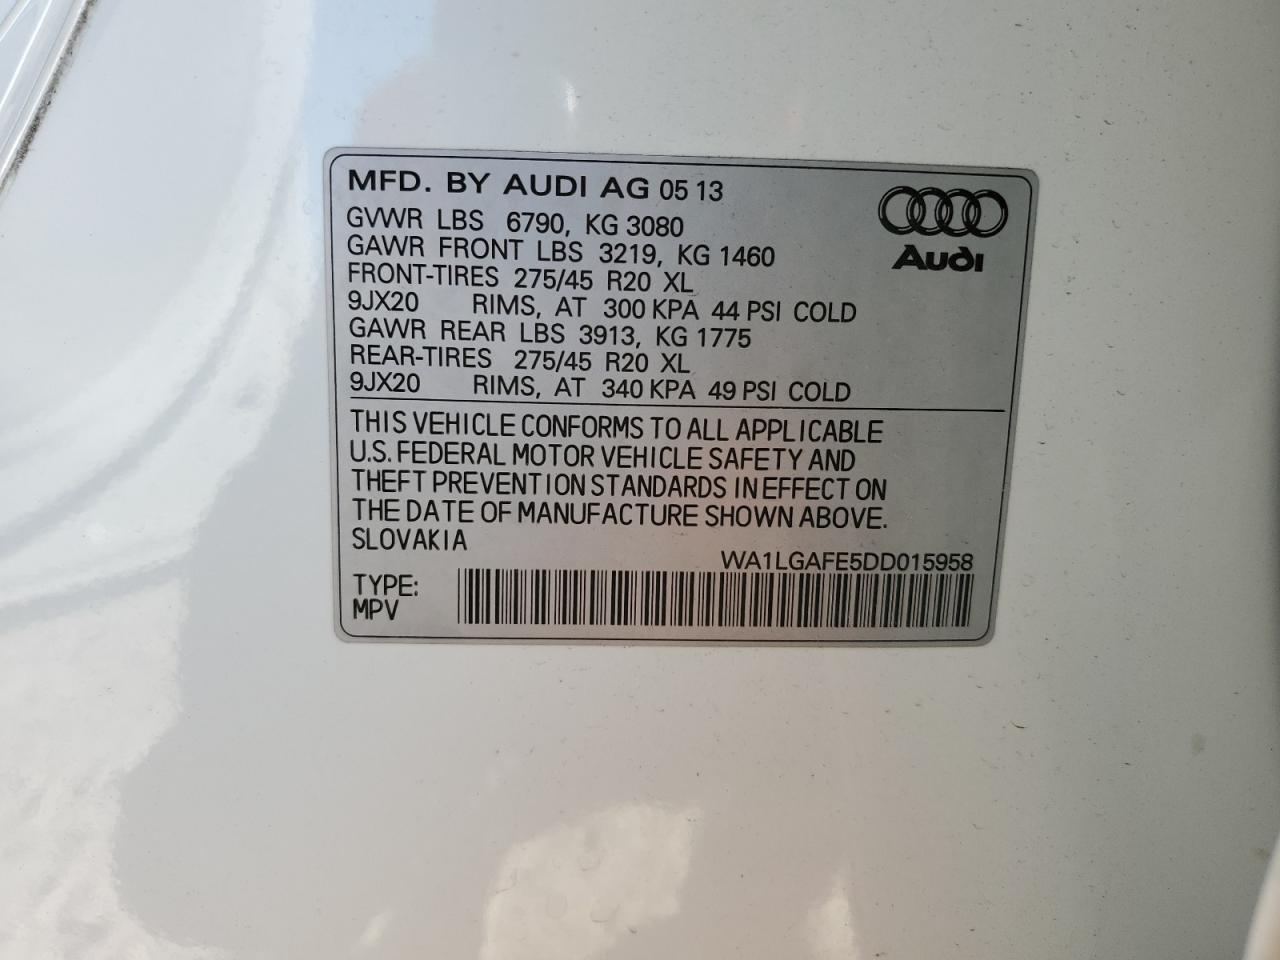 MFD. BY AUDI AG 05 13
GVWR LBS 6790, KG 3080
GAWR FRONT LBS 3219, KG 1460
FRONT-TIRES 275/45 R20 XL
9JX20 RIMS, AT 300 KPA 44 PSI COLD
GAWR REAR LBS 3913, KG 1775
REAR-TIRES 275/45 R20 XL
9JX20 RIMS, AT 340 KPA 49 PSI COLD
Audi
THIS VEHICLE CONFORMS TO ALL APPLICABLE
U.S. FEDERAL MOTOR VEHICLE SAFETY AND
THEFT PREVENTION STANDARDS IN EFFECT ON
THE DATE OF MANUFACTURE SHOWN ABOVE.
SLOVAKIA
WA1LGAFE5DD015958
TYPE:
MPV